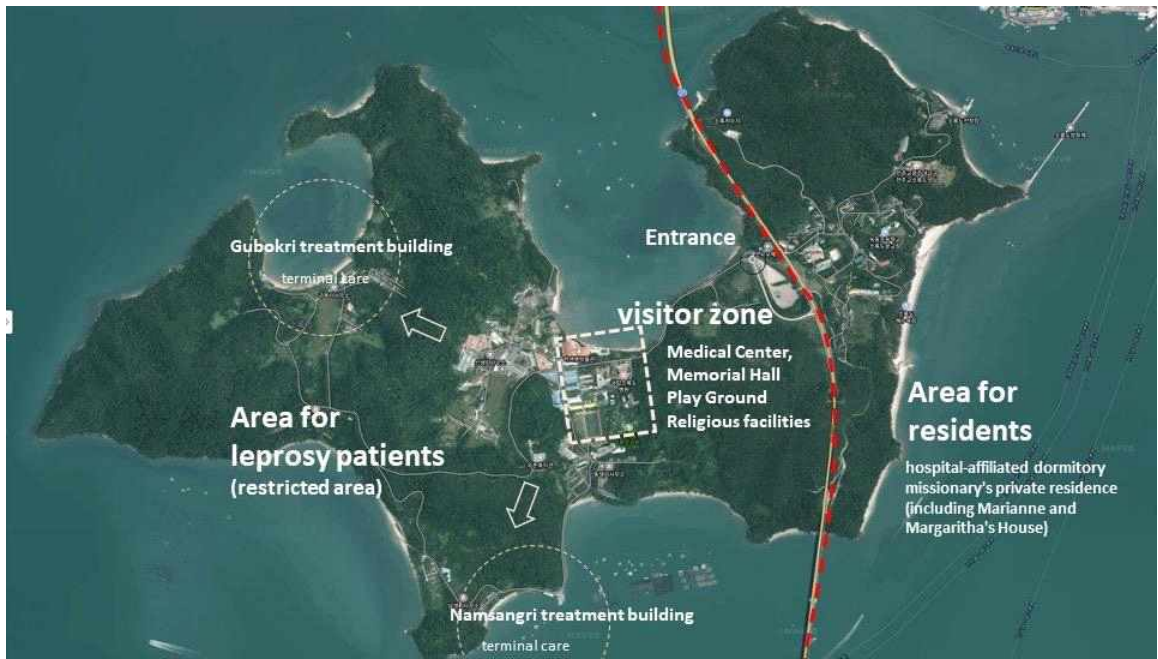 Gubokri treatment building
terminal care
Entrance
visitor zone
Medical Center,
Memorial Hall
Play Ground
Religious facilities
Area for
leprosy patients
(restricted area)
Area for
residents
hospital-affiliated dormitory
missionary's private residence
(including Marianne and
Margaritha's House)
Namsangri treatment building
terminal care